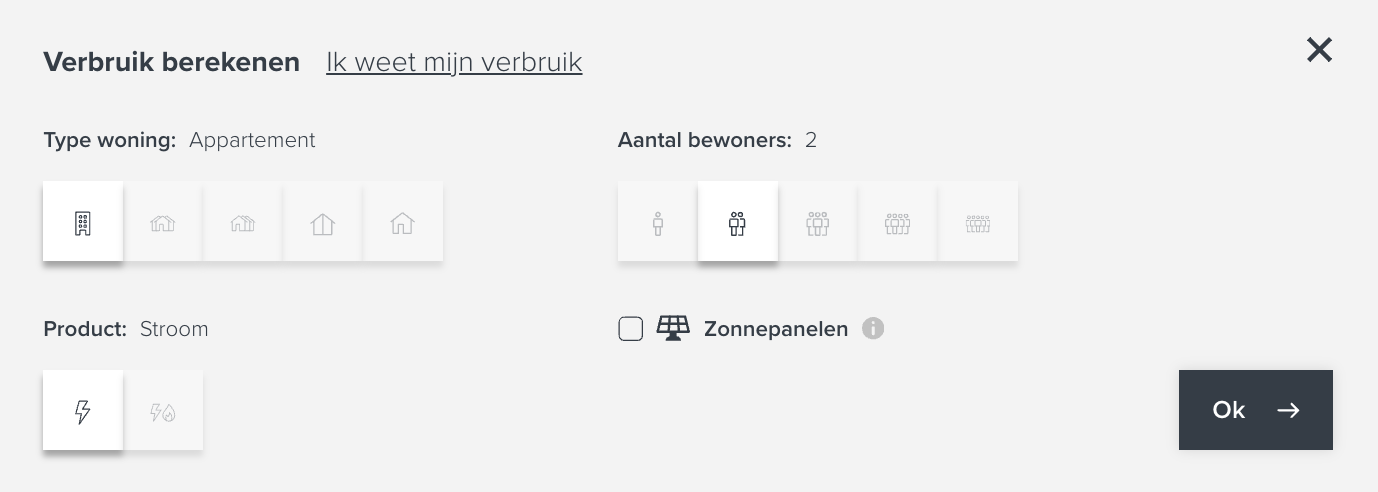 Verbruik berekenen Ik weet mijn verbruik
Type woning: Appartement
Aantal bewoners: 2
Product: Stroom
Zonnepanelen
Ok